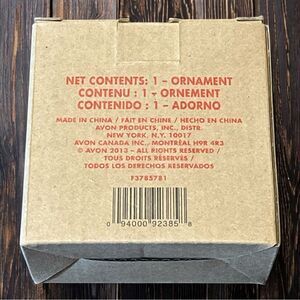 NET CONTENTS: 1 - ORNAMENT
CONTENU : 1 - ORNEMENT
CONTENIDO : 1 - ADORNO
MADE IN CHINA / FAIT EN CHINE / HECHO EN CHINA
AVON PRODUCTS, INC., DISTR.
NEW YORK, N.Y. 10017
AVON CANADA INC., MONTRÉAL H9R 4R3
© AVON 2013 - ALL RIGHTS RESERVED /
TOUS DROITS RÉSERVÉS /
TODOS LOS DERECHOS RESERVADOS
F3785781
0 94000 92385 8